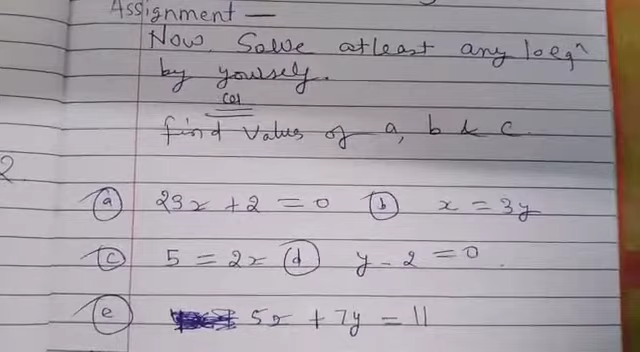 Assignment —
Now, Solve atleast any 10 eqn
by yourself.
find values of a, b & c.
2
(a) 23x + 2 = 0 (b) x = 3y
(c) 5 = 2x (d) y - 2 = 0.
(e) 5x + 7y = 11